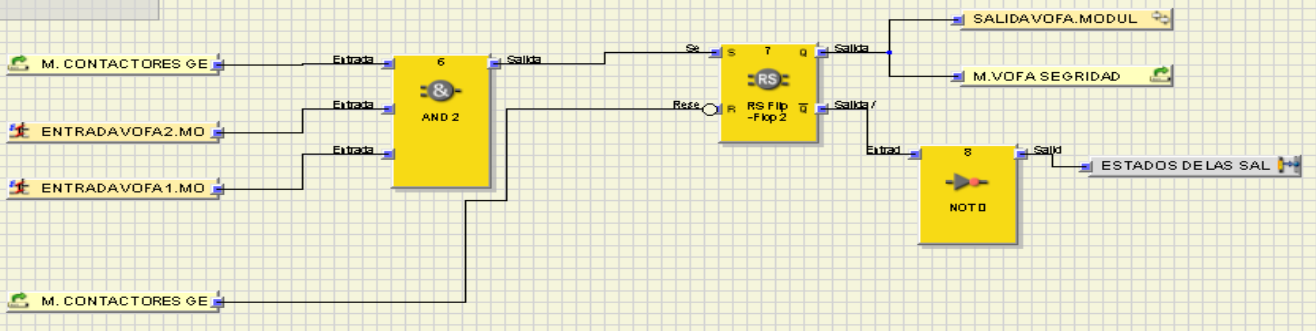 SALIDAVOFA.MODUL
M. CONTACTORES GE
Entrada
6
Salida
Se
S
7
Q
Salida
M.VOFA SEGRIDAD
&
RS
Entrada
AND 2
Rese
R
RS Flip
-Flop 2
Q
Salida /
ENTRADAVOFA2.MO
Entrada
Entrad
8
Salid
ESTADOS DE LAS SAL
ENTRADAVOFA1.MO
NOT 0
M. CONTACTORES GE